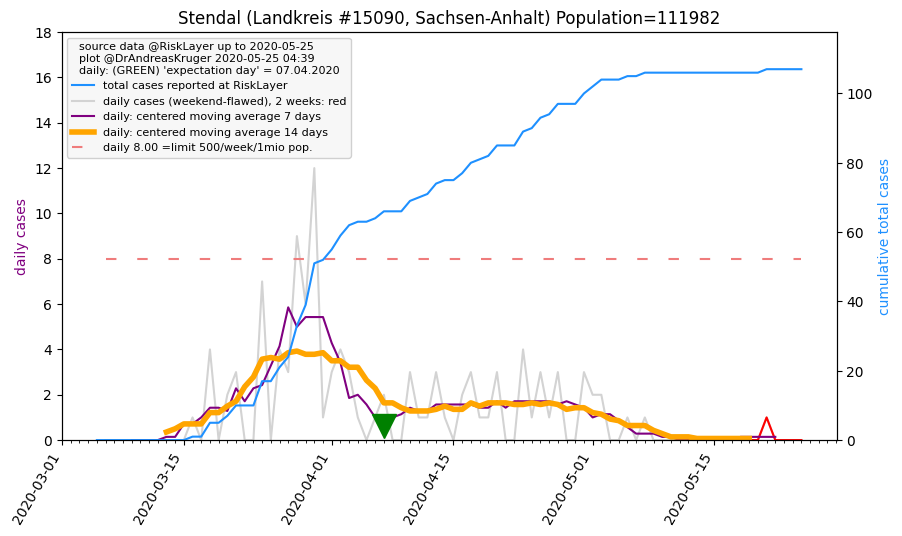 Stendal (Landkreis #15090, Sachsen-Anhalt) Population=111982
source data @RiskLayer up to 2020-05-25
plot @DrAndreasKruger 2020-05-25 04:39
daily: (GREEN) 'expectation day' = 07.04.2020
total cases reported at RiskLayer
daily cases (weekend-flawed), 2 weeks: red
daily: centered moving average 7 days
daily: centered moving average 14 days
daily 8.00 =limit 500/week/1mio pop.
daily cases
18
16
14
12
10
8
6
4
2
0
cumulative total cases
100
80
60
40
20
0
2020-03-01
2020-03-15
2020-04-01
2020-04-15
2020-05-01
2020-05-15